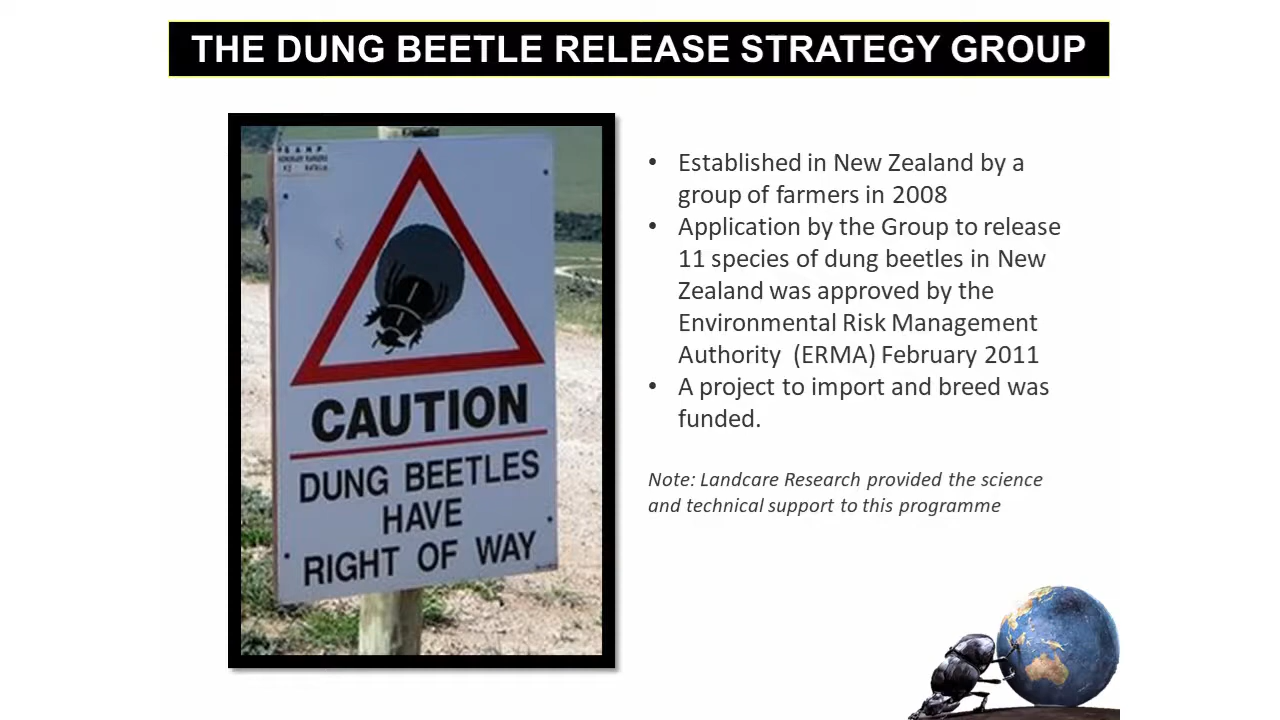 THE DUNG BEETLE RELEASE STRATEGY GROUP
CAUTION
DUNG BEETLES
HAVE
RIGHT OF WAY
• Established in New Zealand by a
group of farmers in 2008
• Application by the Group to release
11 species of dung beetles in New
Zealand was approved by the
Environmental Risk Management
Authority (ERMA) February 2011
• A project to import and breed was
funded.
Note: Landcare Research provided the science
and technical support to this programme